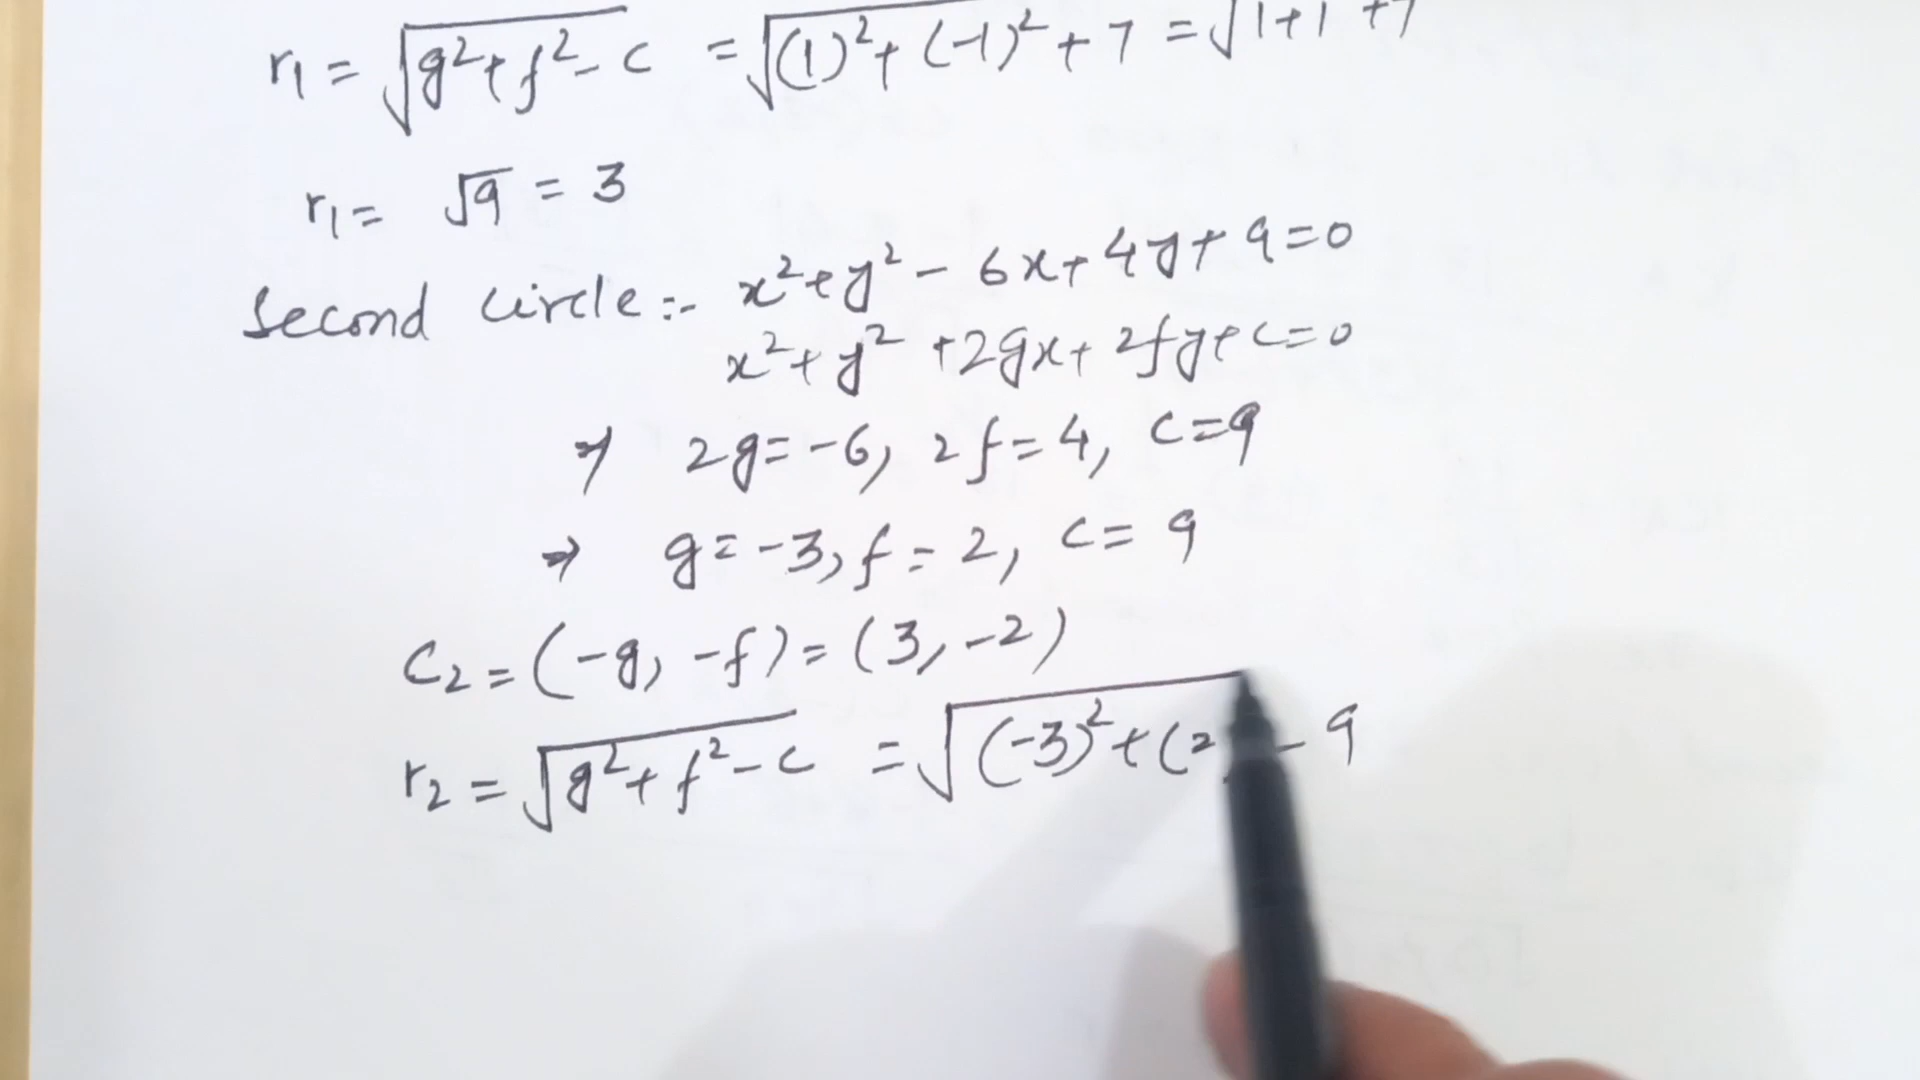 r₁ = √(g²+f²-c) = √((1)²+(-1)²+7) = √(1+1+7)
r₁ = √9 = 3
Second circle:- x²+y²-6x+4y+9=0
x²+y²+2gx+2fy+c=0
⇒ 2g=-6, 2f=4, c=9
⇒ g=-3, f=2, c=9
C₂ = (-g, -f) = (3, -2)
r₂ = √(g²+f²-c) = √((-3)²+(2 - 9